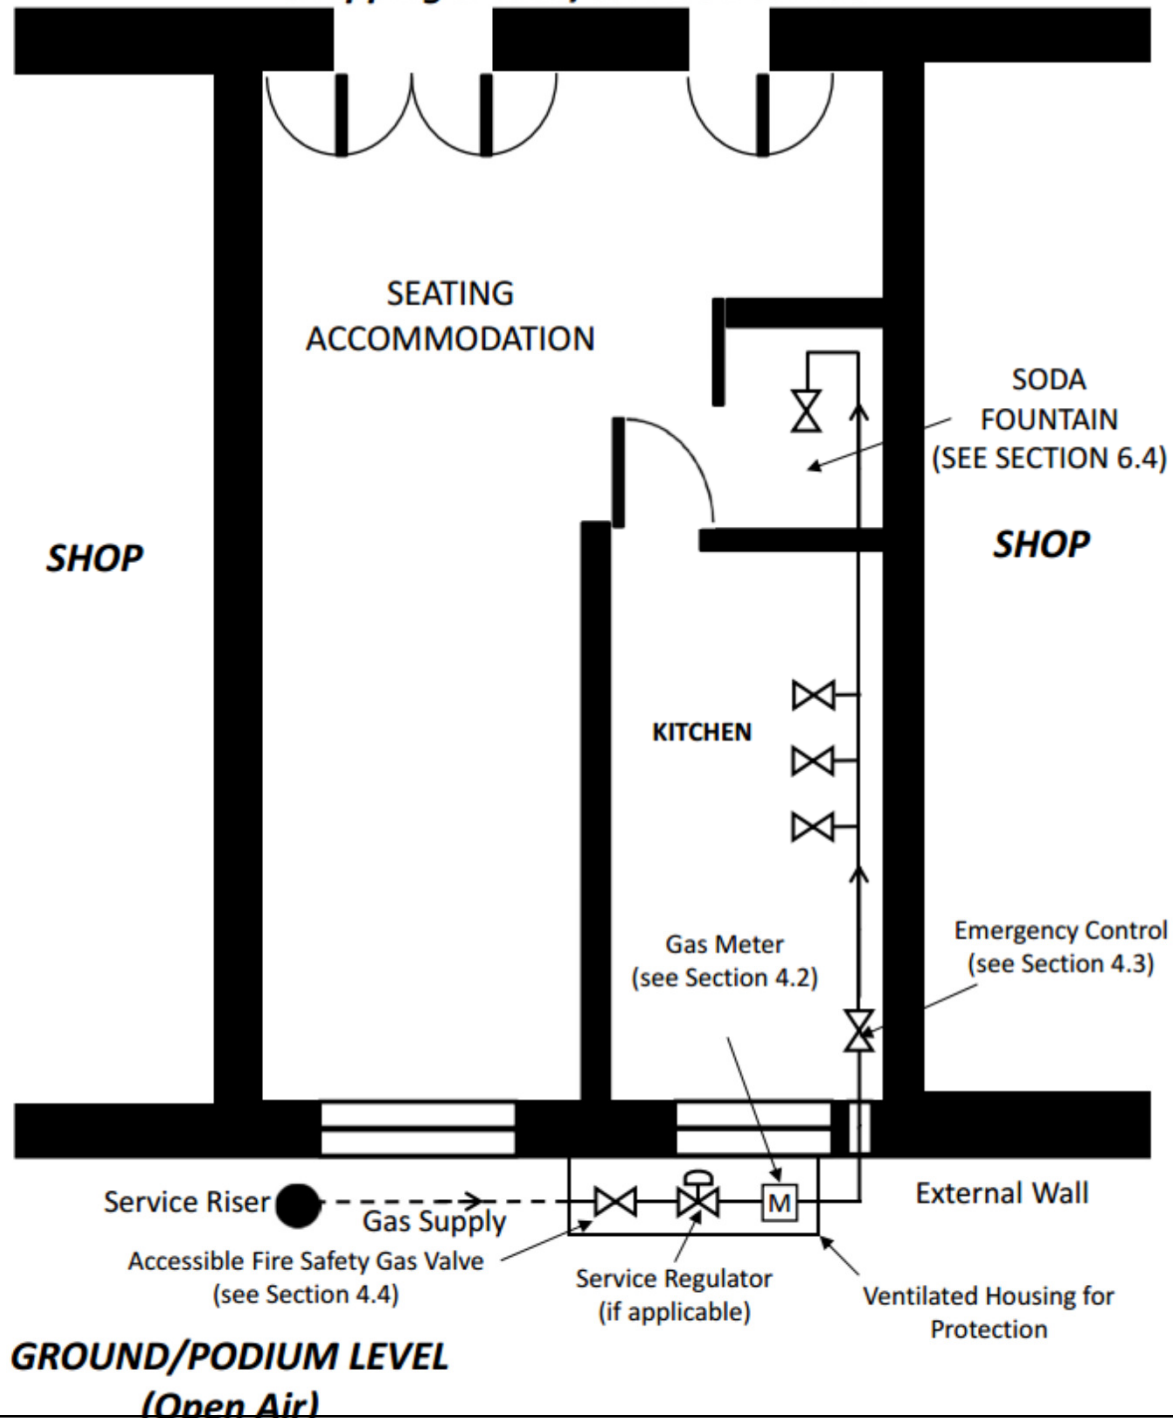 SEATING
ACCOMMODATION
SODA
FOUNTAIN
(SEE SECTION 6.4)
SHOP
SHOP
KITCHEN
Gas Meter
(see Section 4.2)
Emergency Control
(see Section 4.3)
Service Riser
Gas Supply
M
External Wall
Accessible Fire Safety Gas Valve
(see Section 4.4)
Service Regulator
(if applicable)
Ventilated Housing for
Protection
GROUND/PODIUM LEVEL
(Open Air)